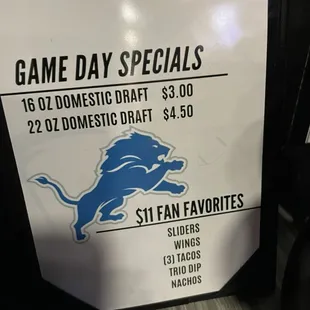 GAME DAY SPECIALS
16 OZ DOMESTIC DRAFT $3.00
22 OZ DOMESTIC DRAFT $4.50
$11 FAN FAVORITES
SLIDERS
WINGS
(3) TACOS
TRIO DIP
NACHOS